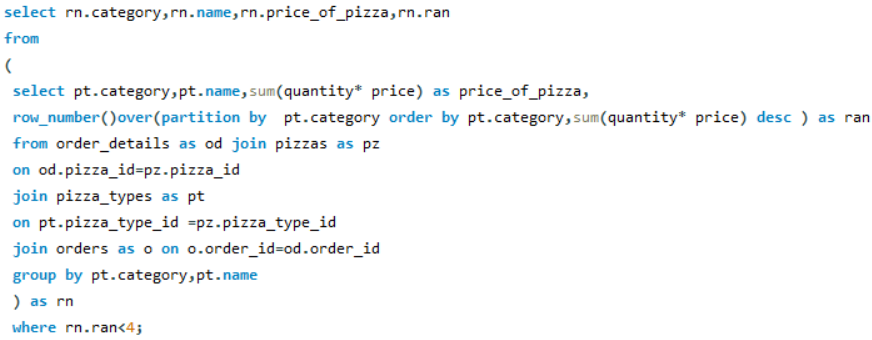 select rn.category,rn.name,rn.price_of_pizza,rn.ran
from
(
select pt.category,pt.name,sum(quantity* price) as price_of_pizza,
row_number()over(partition by  pt.category order by pt.category,sum(quantity* price) desc ) as ran
from order_details as od join pizzas as pz
on od.pizza_id=pz.pizza_id
join pizza_types as pt
on pt.pizza_type_id =pz.pizza_type_id
join orders as o on o.order_id=od.order_id
group by pt.category,pt.name
) as rn
where rn.ran<4;